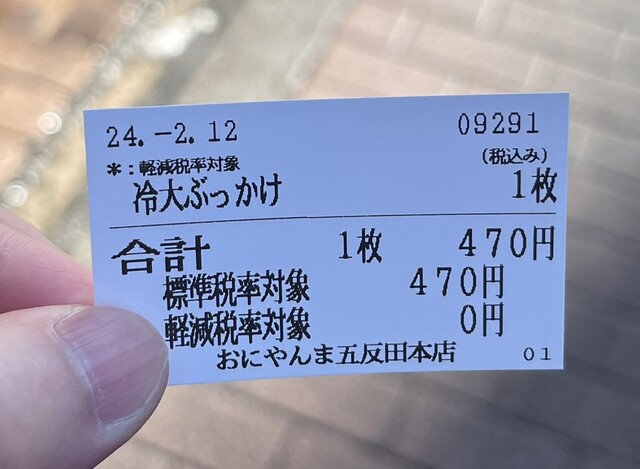 24.-2.12 09291
*:軽減税率対象 (税込み)
冷大ぶっかけ 1枚
合計 1枚 470円
標準税率対象 470円
軽減税率対象 0円
おにやんま五反田本店 01